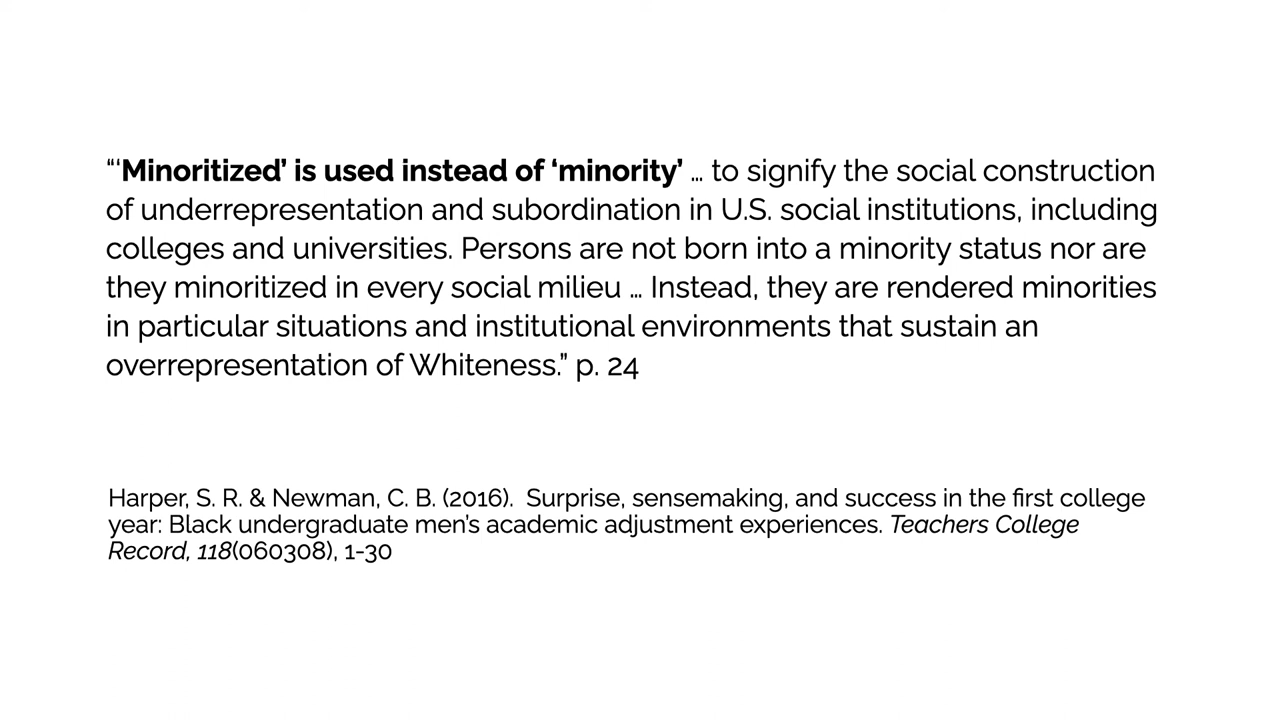 “‘Minoritized’ is used instead of ‘minority’ … to signify the social construction
of underrepresentation and subordination in U.S. social institutions, including
colleges and universities. Persons are not born into a minority status nor are
they minoritized in every social milieu … Instead, they are rendered minorities
in particular situations and institutional environments that sustain an
overrepresentation of Whiteness.” p. 24
Harper, S. R. & Newman, C. B. (2016).  Surprise, sensemaking, and success in the first college
year: Black undergraduate men’s academic adjustment experiences. Teachers College
Record, 118(060308), 1-30